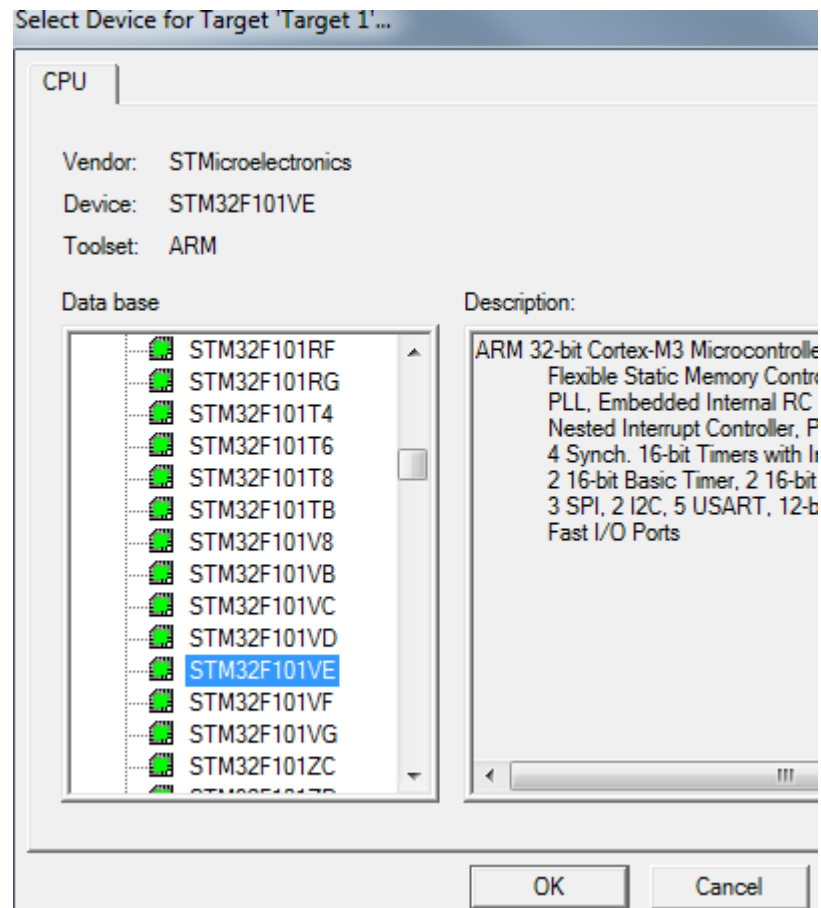 Select Device for Target 'Target 1'...
CPU
Vendor: STMicroelectronics
Device: STM32F101VE
Toolset: ARM
Data base
STM32F101RF
STM32F101RG
STM32F101T4
STM32F101T6
STM32F101T8
STM32F101TB
STM32F101V8
STM32F101VB
STM32F101VC
STM32F101VD
STM32F101VE
STM32F101VF
STM32F101VG
STM32F101ZC
Description:
ARM 32-bit Cortex-M3 Microcontrolle
Flexible Static Memory Contr
PLL, Embedded Internal RC
Nested Interrupt Controller, P
4 Synch. 16-bit Timers with I
2 16-bit Basic Timer, 2 16-bit
3 SPI, 2 I2C, 5 USART, 12-b
Fast I/O Ports
OK
Cancel